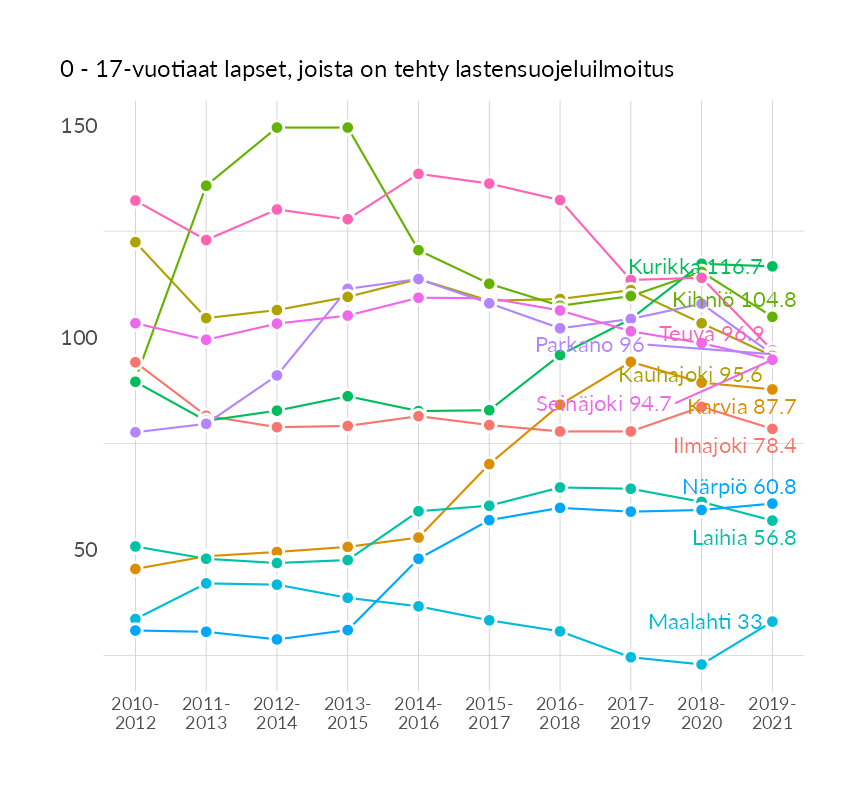 0 - 17-vuotiaat lapset, joista on tehty lastensuojeluilmoitus
150
100
50
Kurikka 116.7
Kihniö 104.8
Teuva 96.9
Parkano 96
Kauhajoki 95.6
Seinäjoki 94.7
Karvia 87.7
Ilmajoki 78.4
Närpiö 60.8
Laihia 56.8
Maalahti 33
2010- 2011- 2012- 2013- 2014- 2015- 2016- 2017- 2018- 2019-
2012 2013 2014 2015 2016 2017 2018 2019 2020 2021